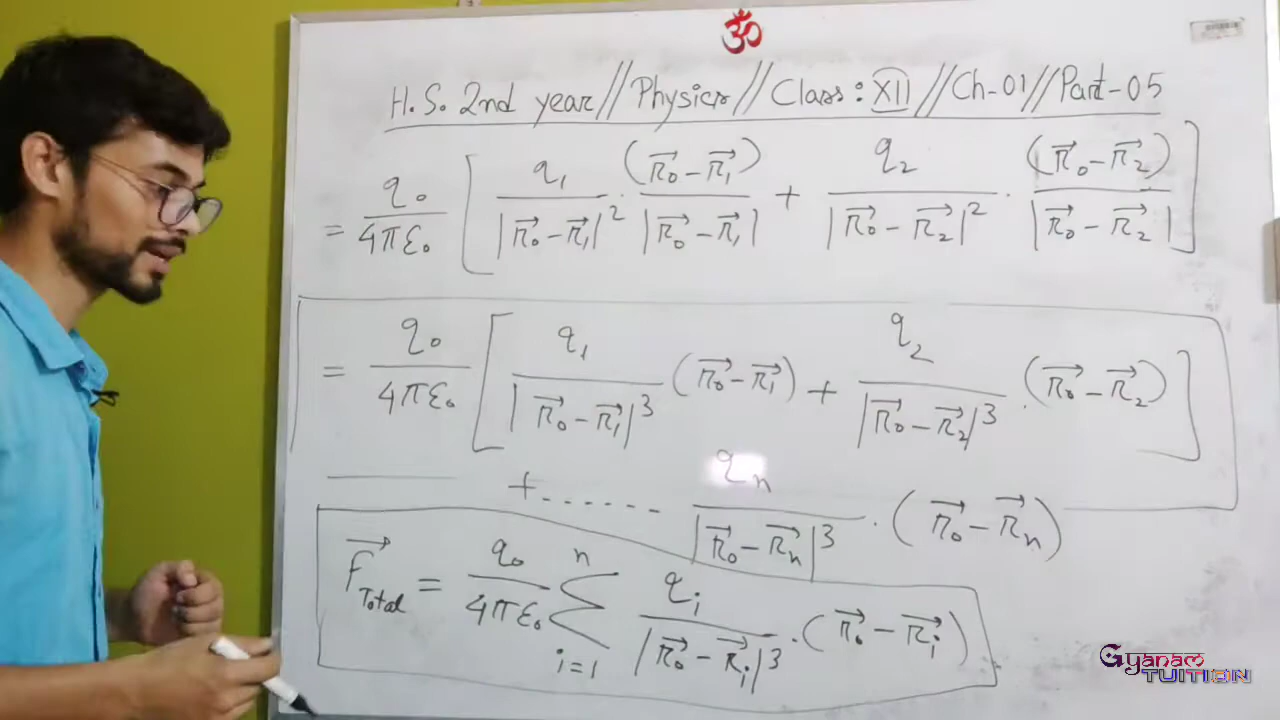 ॐ
H.S. 2nd year // Physics // Class: XII // Ch-01 // Part-05
= q₀/4πε₀ [ q₁/|r⃗₀ - r⃗₁|² · (r⃗₀ - r⃗₁)/|r⃗₀ - r⃗₁| + q₂/|r⃗₀ - r⃗₂|² · (r⃗₀ - r⃗₂)/|r⃗₀ - r⃗₂| ]
= q₀/4πε₀ [ q₁/|r⃗₀ - r⃗₁|³ (r⃗₀ - r⃗₁) + q₂/|r⃗₀ - r⃗₂|³ · (r⃗₀ - r⃗₂) ]
+ ...... qₙ/|r⃗₀ - r⃗ₙ|³ · (r⃗₀ - r⃗ₙ)
F⃗Total = q₀/4πε₀ ∑ⁿᵢ₌₁ qᵢ/|r⃗₀ - r⃗ᵢ|³ · (r⃗₀ - r⃗ᵢ)
Gyanam
TUITION